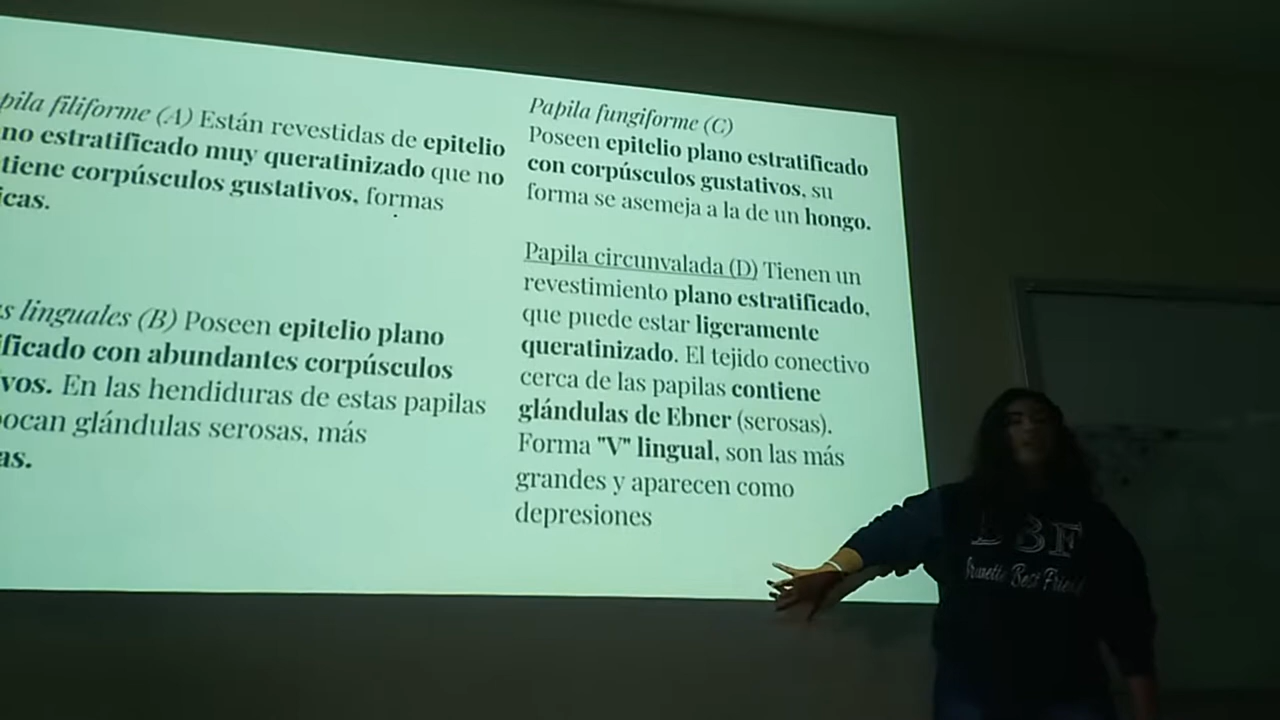 pila filiforme (A) Están revestidas de epitelio
no estratificado muy queratinizado que no
tiene corpúsculos gustativos, formas
icas.
s linguales (B) Poseen epitelio plano
ificado con abundantes corpúsculos
vos. En las hendiduras de estas papilas
ocan glándulas serosas, más
as.
Papila fungiforme (C)
Poseen epitelio plano estratificado
con corpúsculos gustativos, su
forma se asemeja a la de un hongo.
Papila circunvalada (D) Tienen un
revestimiento plano estratificado,
que puede estar ligeramente
queratinizado. El tejido conectivo
cerca de las papilas contiene
glándulas de Ebner (serosas).
Forma "V" lingual, son las más
grandes y aparecen como
depresiones
BBF
Brunette Best Friend